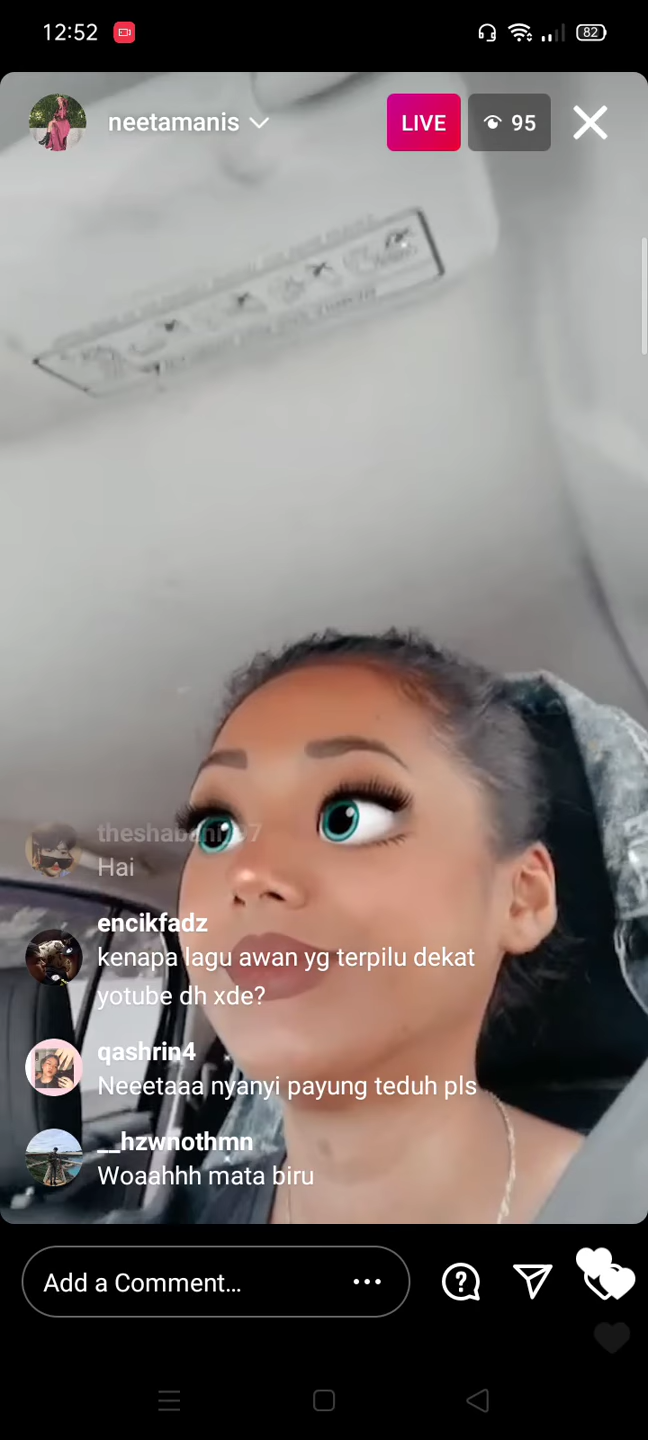 12:52
82
neetamanis
LIVE
95
Hai
encikfadz
kenapa lagu awan yg terpilu dekat
yotube dh xde?
qashrin4
Neeetaaa nyanyi payung teduh pls
__hzwnothmn
Woaahhh mata biru
Add a Comment...